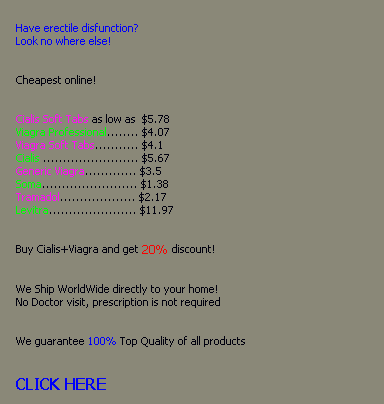 Have erectile disfunction?
Look no where else!
Cheapest online!
Cialis Soft Tabs as low as $5.78
Viagra Professional........ $4.07
Viagra Soft Tabs........... $4.1
Cialis........................ $5.67
Generic Viagra............. $3.5
Soma........................ $1.38
Tramadol................... $2.17
Levitra...................... $11.97
Buy Cialis+Viagra and get 20% discount!
We Ship WorldWide directly to your home!
No Doctor visit, prescription is not required
We guarantee 100% Top Quality of all products
CLICK HERE